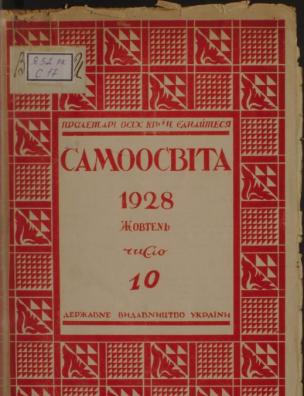 ПРОЛЕТАРІ ВСІХ КРАЇН ЄДНАЙТЕСЯ
САМООСВІТА
1928
ЖОВТЕНЬ
число
10
ДЕРЖАВНЕ ВИДАВНИЦТВО УКРАЇНИ